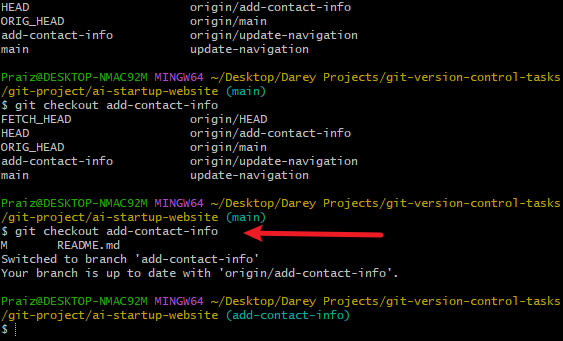 HEAD                    origin/add-contact-info
ORIG_HEAD               origin/main
add-contact-info        origin/update-navigation
main                    update-navigation
Praiz@DESKTOP-NMAC92M MINGW64 ~/Desktop/Darey Projects/git-version-control-tasks
/git-project/ai-startup-website (main)
$ git checkout add-contact-info
FETCH_HEAD              origin/HEAD
HEAD                    origin/add-contact-info
ORIG_HEAD               origin/main
add-contact-info        origin/update-navigation
main                    update-navigation
Praiz@DESKTOP-NMAC92M MINGW64 ~/Desktop/Darey Projects/git-version-control-tasks
/git-project/ai-startup-website (main)
$ git checkout add-contact-info
M       README.md
Switched to branch 'add-contact-info'
Your branch is up to date with 'origin/add-contact-info'.
Praiz@DESKTOP-NMAC92M MINGW64 ~/Desktop/Darey Projects/git-version-control-tasks
/git-project/ai-startup-website (add-contact-info)
$